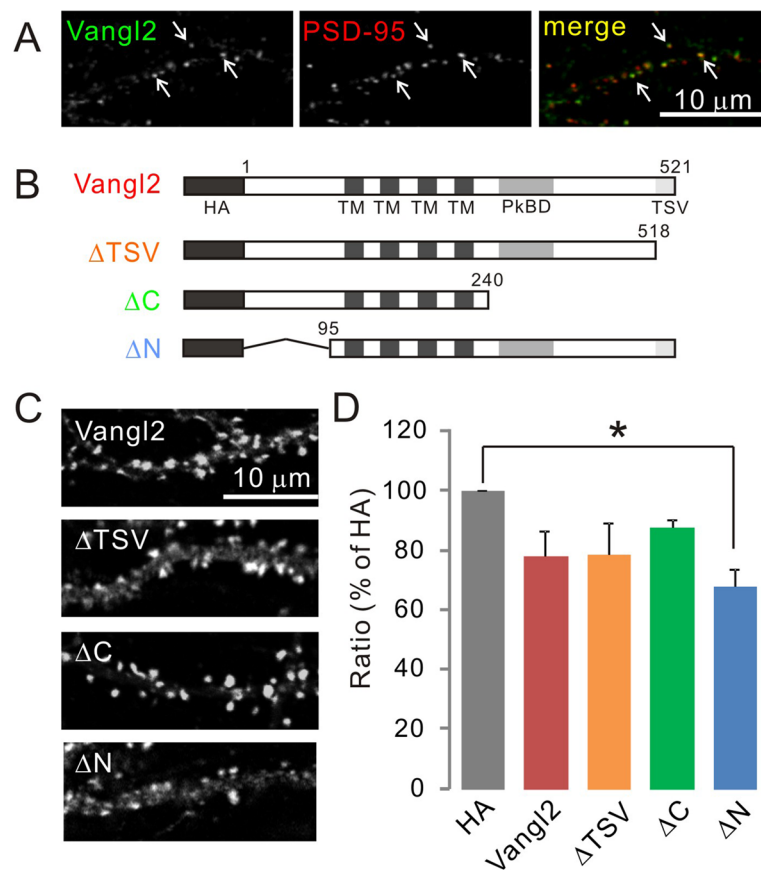 A
Vangl2
PSD-95
merge
10 μm
B
Vangl2
1
521
HA
TM
TM
TM
TM
PkBD
TSV
ΔTSV
518
ΔC
240
ΔN
95
C
Vangl2
10 μm
ΔTSV
ΔC
ΔN
D
Ratio (% of HA)
120
100
80
60
40
20
0
*
HA
Vangl2
ΔTSV
ΔC
ΔN